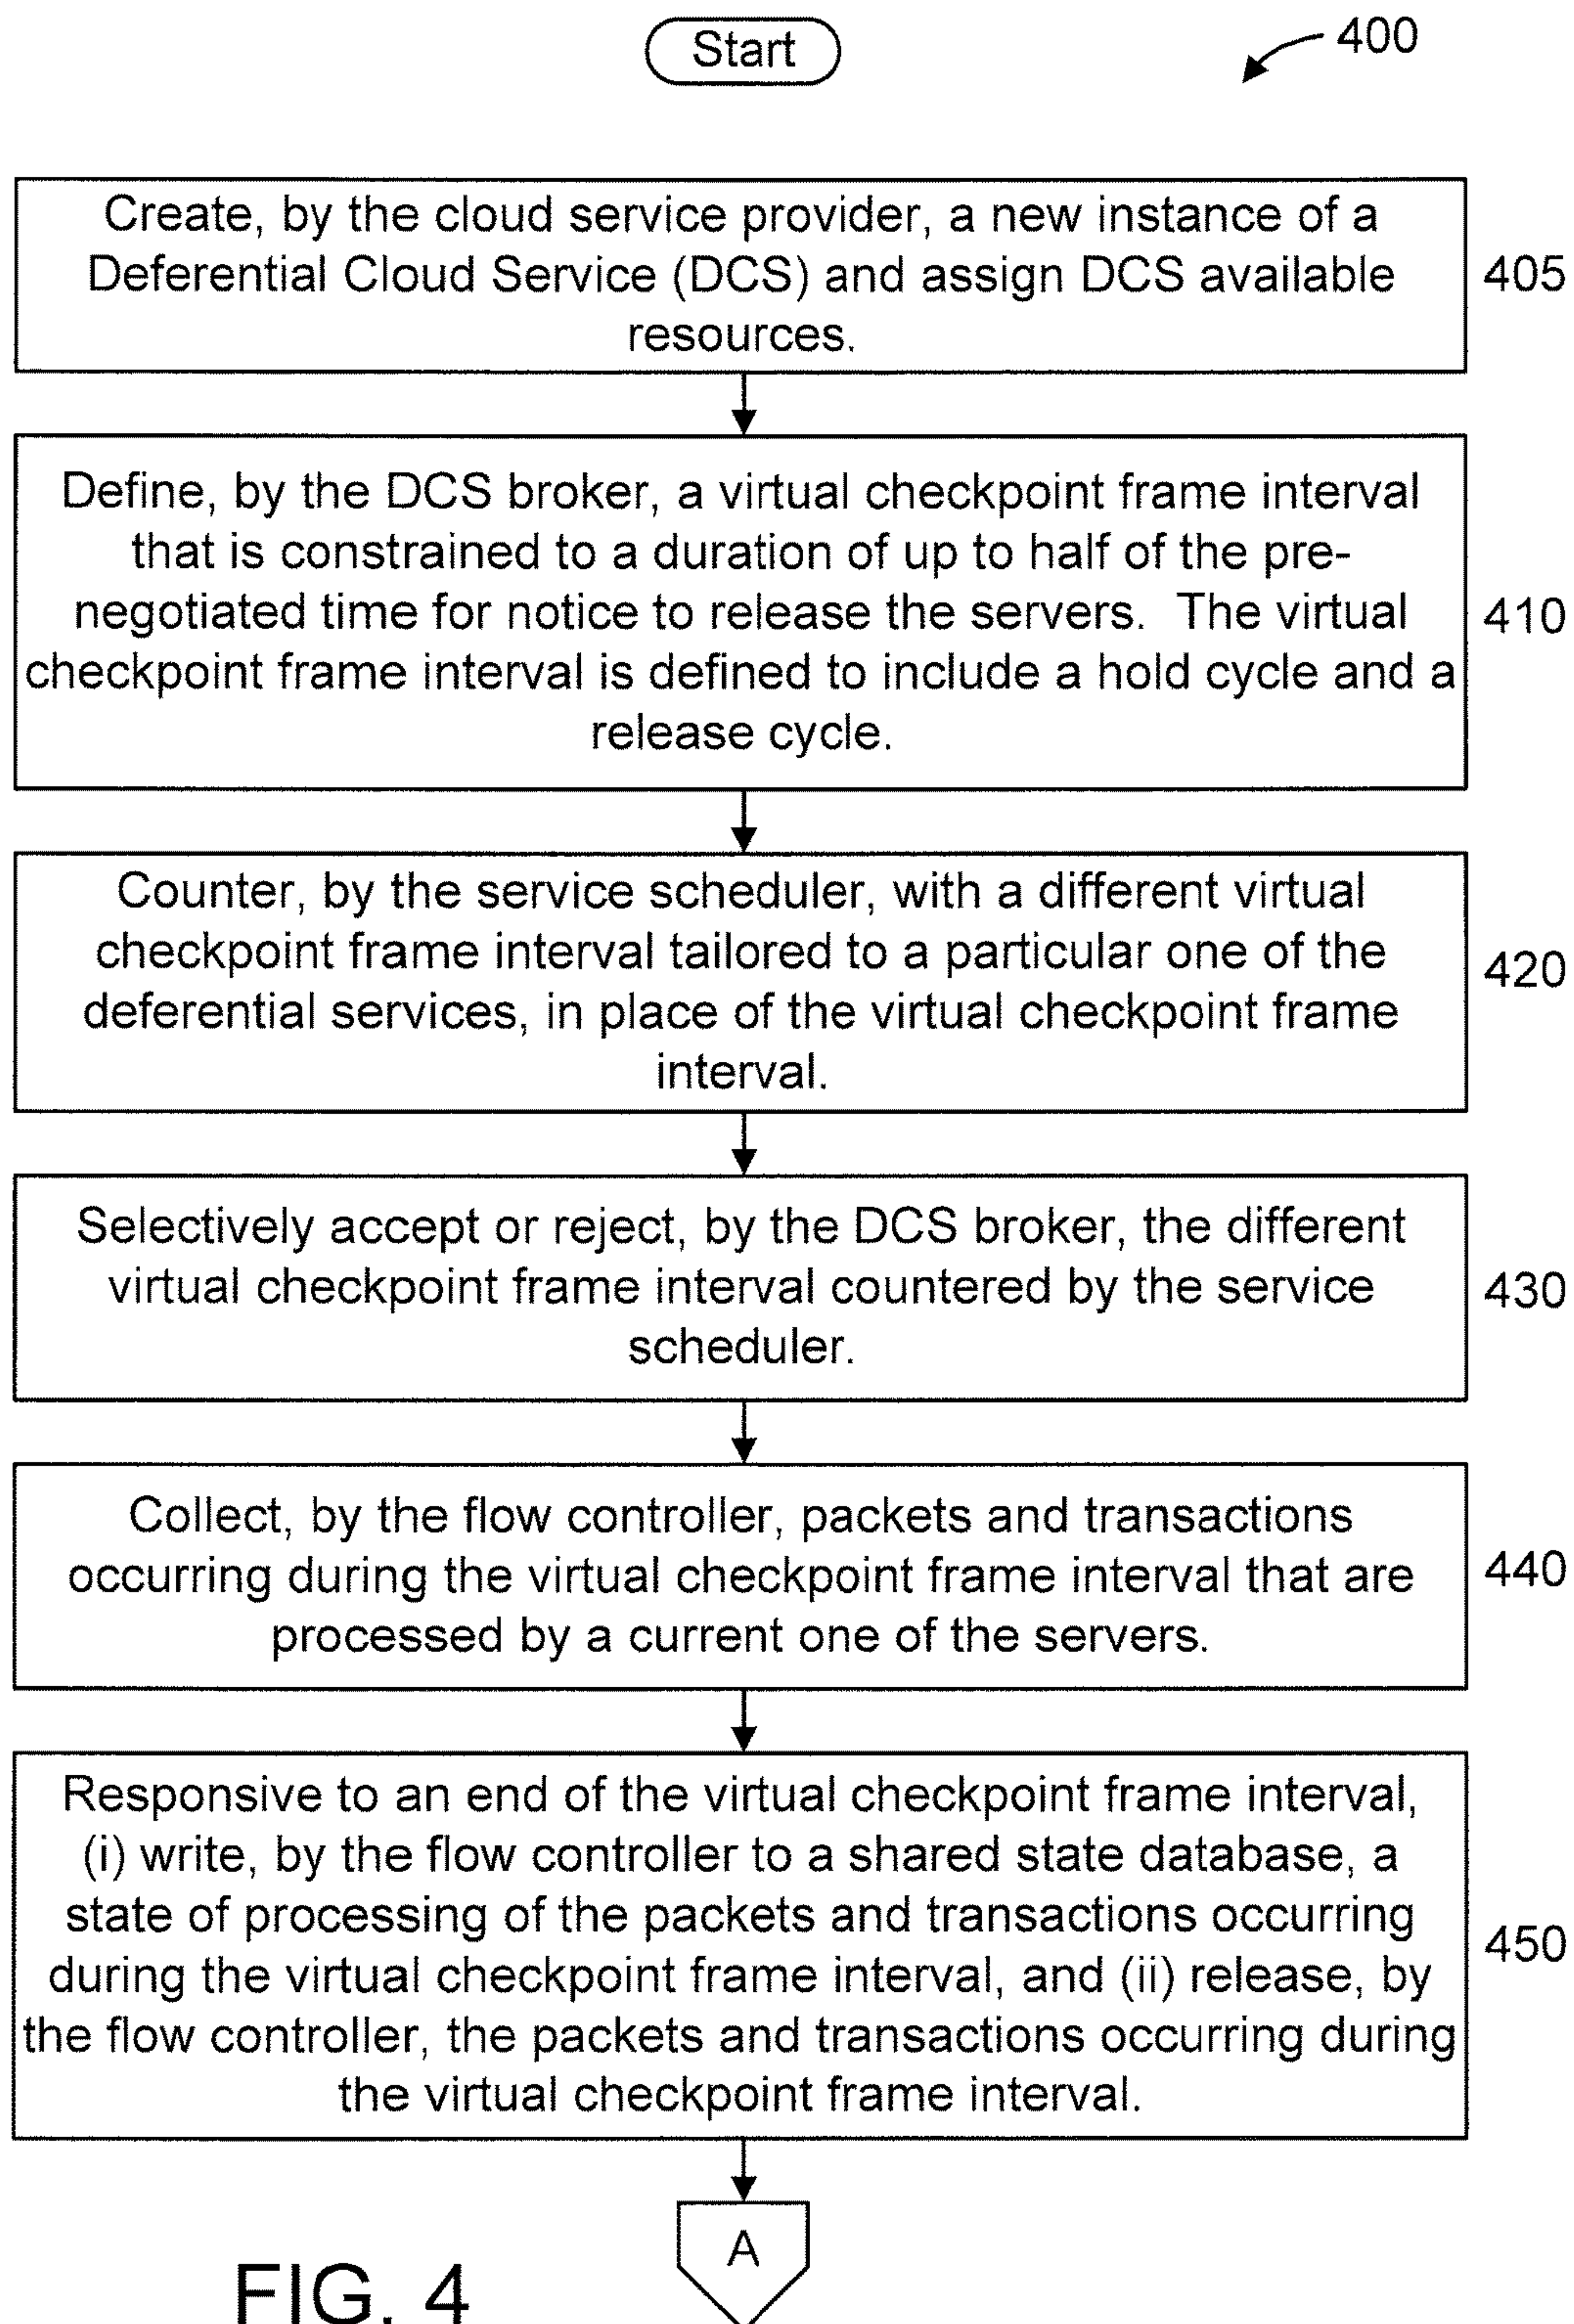 Start
400
Create, by the cloud service provider, a new instance of a
Deferential Cloud Service (DCS) and assign DCS available
resources.
405
Define, by the DCS broker, a virtual checkpoint frame interval
that is constrained to a duration of up to half of the pre-
negotiated time for notice to release the servers.  The virtual
checkpoint frame interval is defined to include a hold cycle and a
release cycle.
410
Counter, by the service scheduler, with a different virtual
checkpoint frame interval tailored to a particular one of the
deferential services, in place of the virtual checkpoint frame
interval.
420
Selectively accept or reject, by the DCS broker, the different
virtual checkpoint frame interval countered by the service
scheduler.
430
Collect, by the flow controller, packets and transactions
occurring during the virtual checkpoint frame interval that are
processed by a current one of the servers.
440
Responsive to an end of the virtual checkpoint frame interval,
(i) write, by the flow controller to a shared state database, a
state of processing of the packets and transactions occurring
during the virtual checkpoint frame interval, and (ii) release, by
the flow controller, the packets and transactions occurring during
the virtual checkpoint frame interval.
450
A
FIG. 4